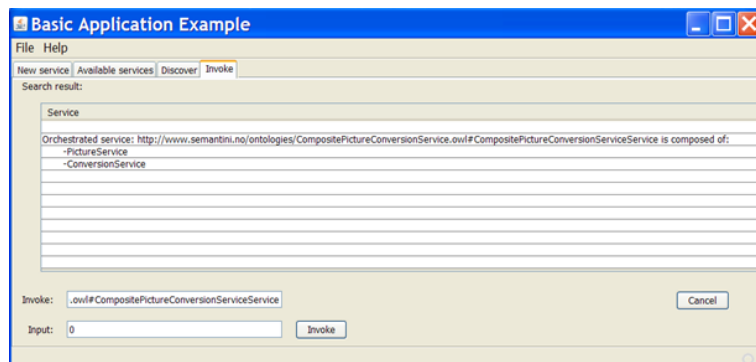 Basic Application Example
File Help
New service Available services Discover Invoke
Search result:
Service
Orchestrated service: http://www.semantini.no/ontologies/CompositePictureConversionService.owl#CompositePictureConversionServiceService is composed of:
-PictureService
-ConversionService
Invoke: .owl#CompositePictureConversionServiceService Cancel
Input: 0 Invoke